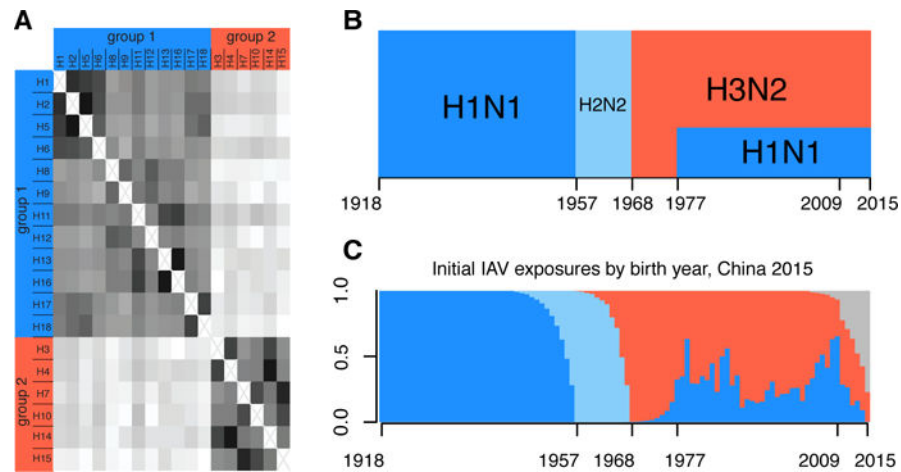 A
group 1
group 2
H1
H2
H5
H6
H8
H9
H11
H12
H13
H16
H17
H18
H3
H4
H7
H10
H14
H15
group 1
H1
H2
H5
H6
H8
H9
H11
H12
H13
H16
H17
H18
group 2
H3
H4
H7
H10
H14
H15
B
H1N1
H2N2
H3N2
H1N1
1918 1957 1968 1977 2009 2015
C
Initial IAV exposures by birth year, China 2015
1.0
0.5
0.0
1918 1957 1968 1977 2009 2015